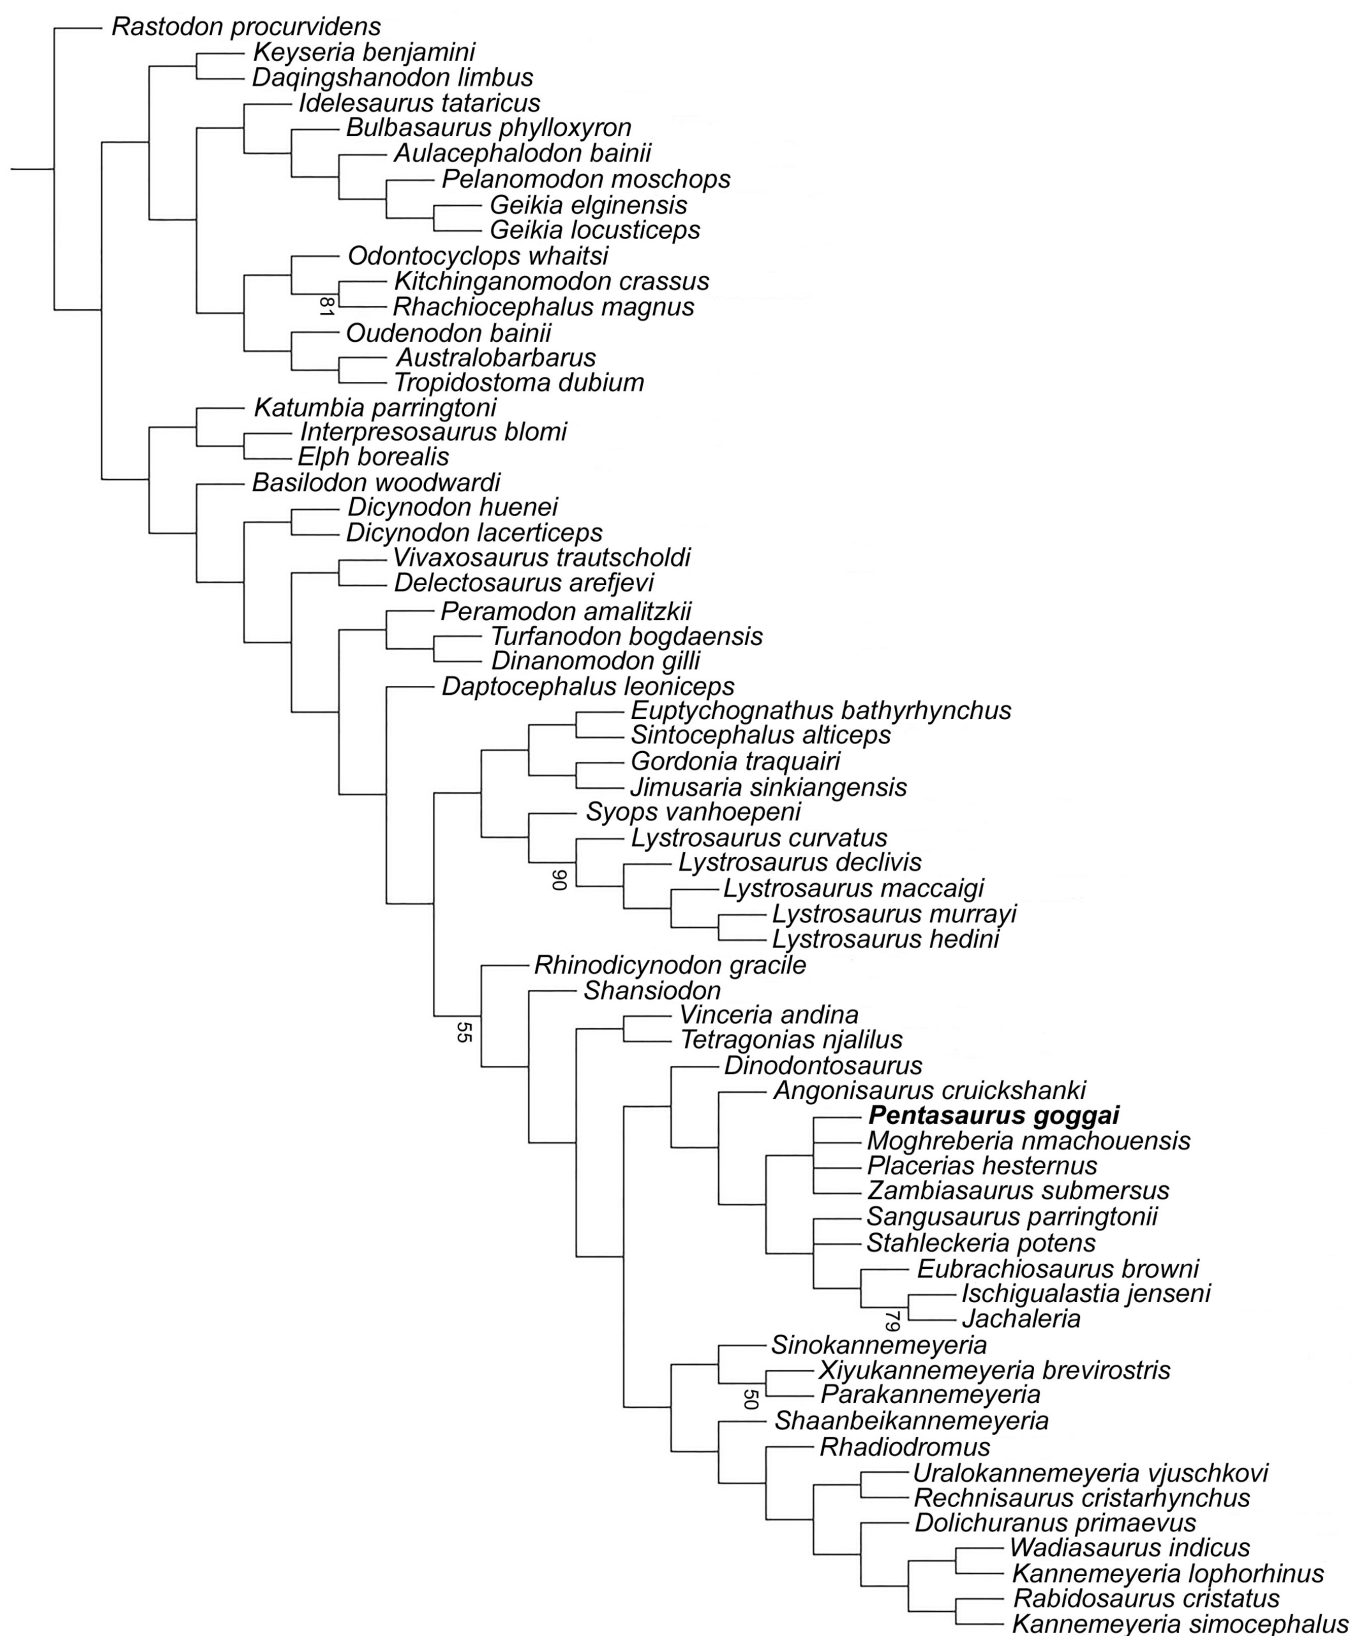 Rastodon procurvidens
Keyseria benjamini
Daqingshanodon limbus
Idelesaurus tataricus
Bulbasaurus phylloxyron
Aulacephalodon bainii
Pelanomodon moschops
Geikia elginensis
Geikia locusticeps
Odontocyclops whaitsi
Kitchinganomodon crassus
81
Rhachiocephalus magnus
Oudenodon bainii
Australobarbarus
Tropidostoma dubium
Katumbia parringtoni
Interpresosaurus blomi
Elph borealis
Basilodon woodwardi
Dicynodon huenei
Dicynodon lacerticeps
Vivaxosaurus trautscholdi
Delectosaurus arefjevi
Peramodon amalitzkii
Turfanodon bogdaensis
Dinanomodon gilli
Daptocephalus leoniceps
Euptychognathus bathyrhynchus
Sintocephalus alticeps
Gordonia traquairi
Jimusaria sinkiangensis
Syops vanhoepeni
Lystrosaurus curvatus
Lystrosaurus declivis
90
Lystrosaurus maccaigi
Lystrosaurus murrayi
Lystrosaurus hedini
Rhinodicynodon gracile
Shansiodon
Vinceria andina
55
Tetragonias njalilus
Dinodontosaurus
Angonisaurus cruickshanki
Pentasaurus goggai
Moghreberia nmachouensis
Placerias hesternus
Zambiasaurus submersus
Sangusaurus parringtonii
Stahleckeria potens
Eubrachiosaurus browni
Ischigualastia jenseni
79
Jachaleria
Sinokannemeyeria
Xiyukannemeyeria brevirostris
50
Parakannemeyeria
Shaanbeikannemeyeria
Rhadiodromus
Uralokannemeyeria vjuschkovi
Rechnisaurus cristarhynchus
Dolichuranus primaevus
Wadiasaurus indicus
Kannemeyeria lophorhinus
Rabidosaurus cristatus
Kannemeyeria simocephalus